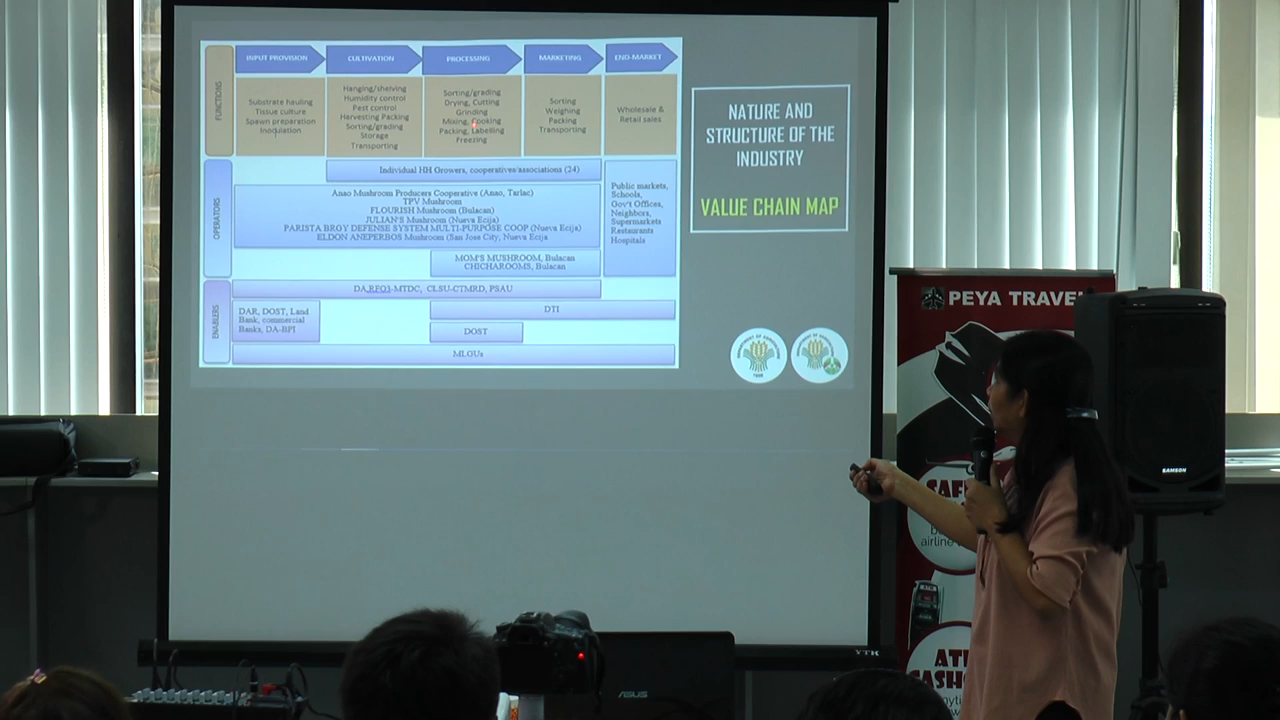 INPUT PROVISION
CULTIVATION
PROCESSING
MARKETING
END-MARKET
FUNCTIONS
Substrate hauling
Tissue culture
Spawn preparation
Inoculation
Hanging/shelving
Humidity control
Pest control
Harvesting Packing
Sorting/grading
Storage
Transporting
Sorting/grading
Drying, Cutting
Grinding
Mixing, Cooking
Packing, Labelling
Freezing
Sorting
Weighing
Packing
Transporting
Wholesale &
Retail sales
OPERATORS
Individual HH Growers, cooperatives/associations (24)
Anao Mushroom Producers Cooperative (Anao, Tarlac)
TPV Mushroom
FLOURISH Mushroom (Bulacan)
JULIAN'S Mushroom (Nueva Ecija)
PARISTA BRGY DEFENSE SYSTEM MULTI-PURPOSE COOP (Nueva Ecija)
ELDON ANEPERBOS Mushroom (San Jose City, Nueva Ecija
MOM'S MUSHROOM, Bulacan
CHICHAROOMS, Bulacan
Public markets,
Schools,
Gov't Offices,
Neighbors,
Supermarkets
Restaurants
Hospitals
ENABLERS
DA,RFO3-MTDC, CLSU-CTMRD, PSAU
DAR, DOST, Land
Bank, commercial
Banks, DA-BPI
DTI
DOST
MLGUs
NATURE AND
STRUCTURE OF THE
INDUSTRY
VALUE CHAIN MAP
PEYA TRAVEL
SAMSON
airline
YTK
ASUS